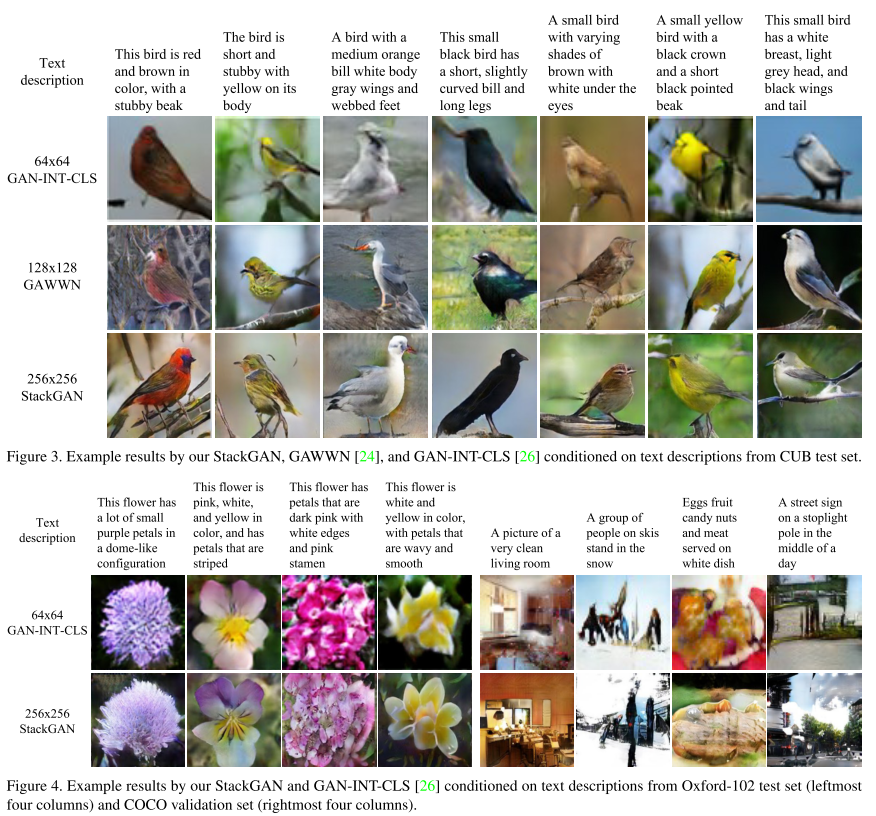 Text
description
This bird is red
and brown in
color, with a
stubby beak
The bird is
short and
stubby with
yellow on its
body
A bird with a
medium orange
bill white body
gray wings and
webbed feet
This small
black bird has
a short, slightly
curved bill and
long legs
A small bird
with varying
shades of
brown with
white under the
eyes
A small yellow
bird with a
black crown
and a short
black pointed
beak
This small bird
has a white
breast, light
grey head, and
black wings
and tail
64x64
GAN-INT-CLS
128x128
GAWWN
256x256
StackGAN
Figure 3. Example results by our StackGAN, GAWWN [24], and GAN-INT-CLS [26] conditioned on text descriptions from CUB test set.
Text
description
This flower has
a lot of small
purple petals in
a dome-like
configuration
This flower is
pink, white,
and yellow in
color, and has
petals that are
striped
This flower has
petals that are
dark pink with
white edges
and pink
stamen
This flower is
white and
yellow in color,
with petals that
are wavy and
smooth
A picture of a
very clean
living room
A group of
people on skis
stand in the
snow
Eggs fruit
candy nuts
and meat
served on
white dish
A street sign
on a stoplight
pole in the
middle of a
day
64x64
GAN-INT-CLS
256x256
StackGAN
Figure 4. Example results by our StackGAN and GAN-INT-CLS [26] conditioned on text descriptions from Oxford-102 test set (leftmost
four columns) and COCO validation set (rightmost four columns).